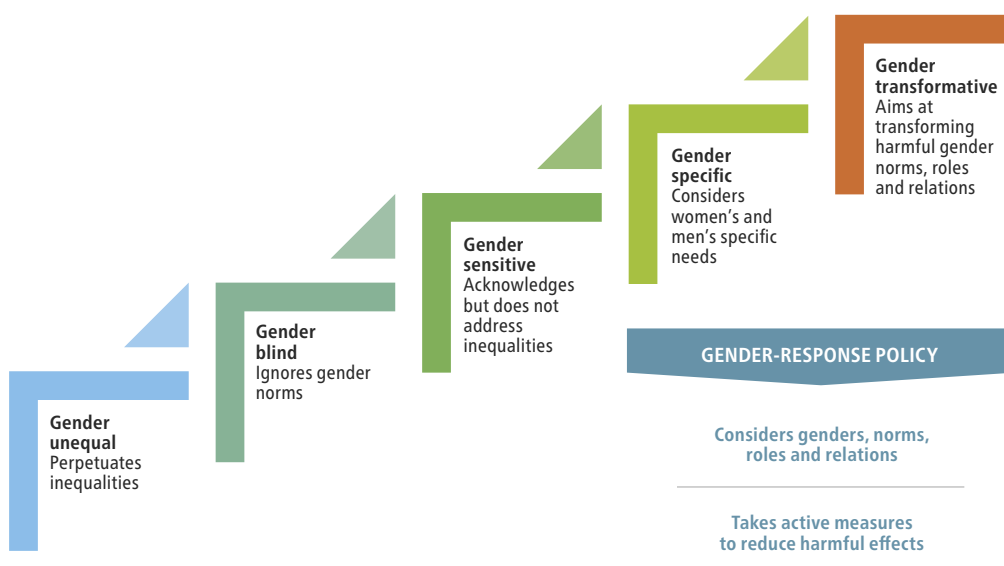 Gender
unequal
Perpetuates
inequalities
Gender
blind
Ignores gender
norms
Gender
sensitive
Acknowledges
but does not
address
inequalities
Gender
specific
Considers
women's and
men's specific
needs
Gender
transformative
Aims at
transforming
harmful gender
norms, roles
and relations
GENDER-RESPONSE POLICY
Considers genders, norms,
roles and relations
Takes active measures
to reduce harmful effects